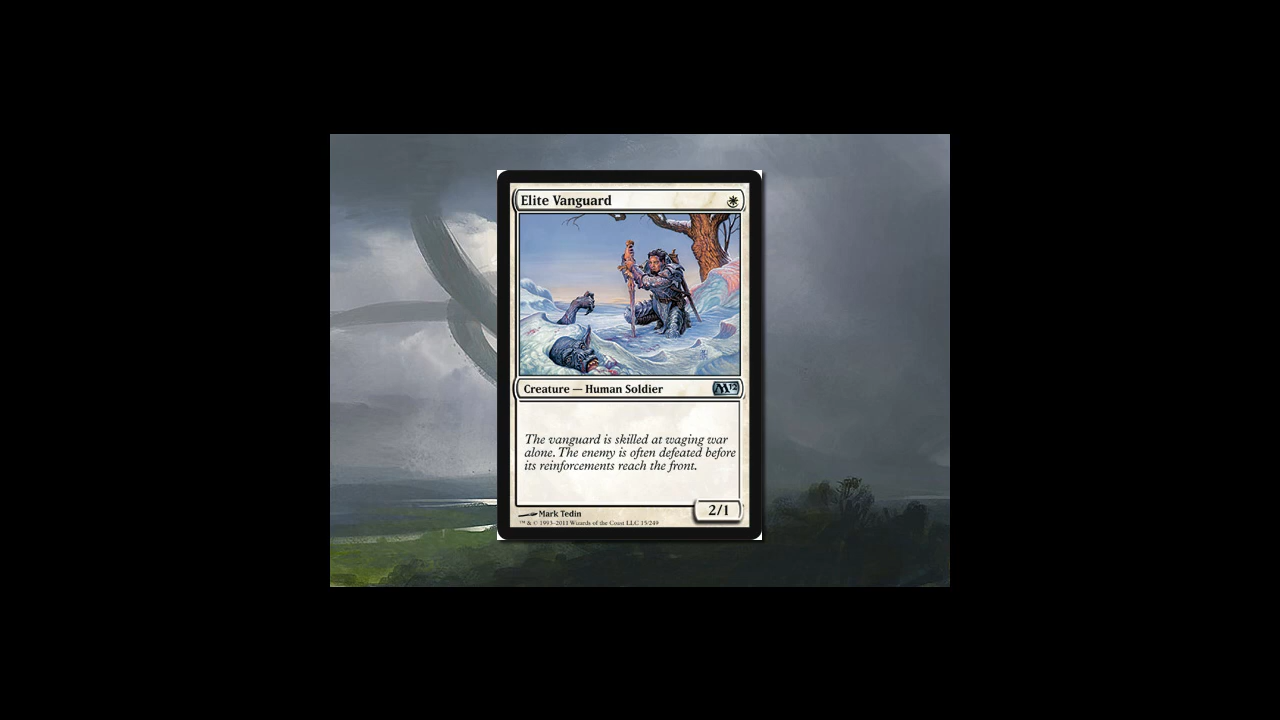 Elite Vanguard
Creature — Human Soldier
M12
The vanguard is skilled at waging war
alone. The enemy is often defeated before
its reinforcements reach the front.
2/1
Mark Tedin
™ & © 1993–2011 Wizards of the Coast LLC 15/249